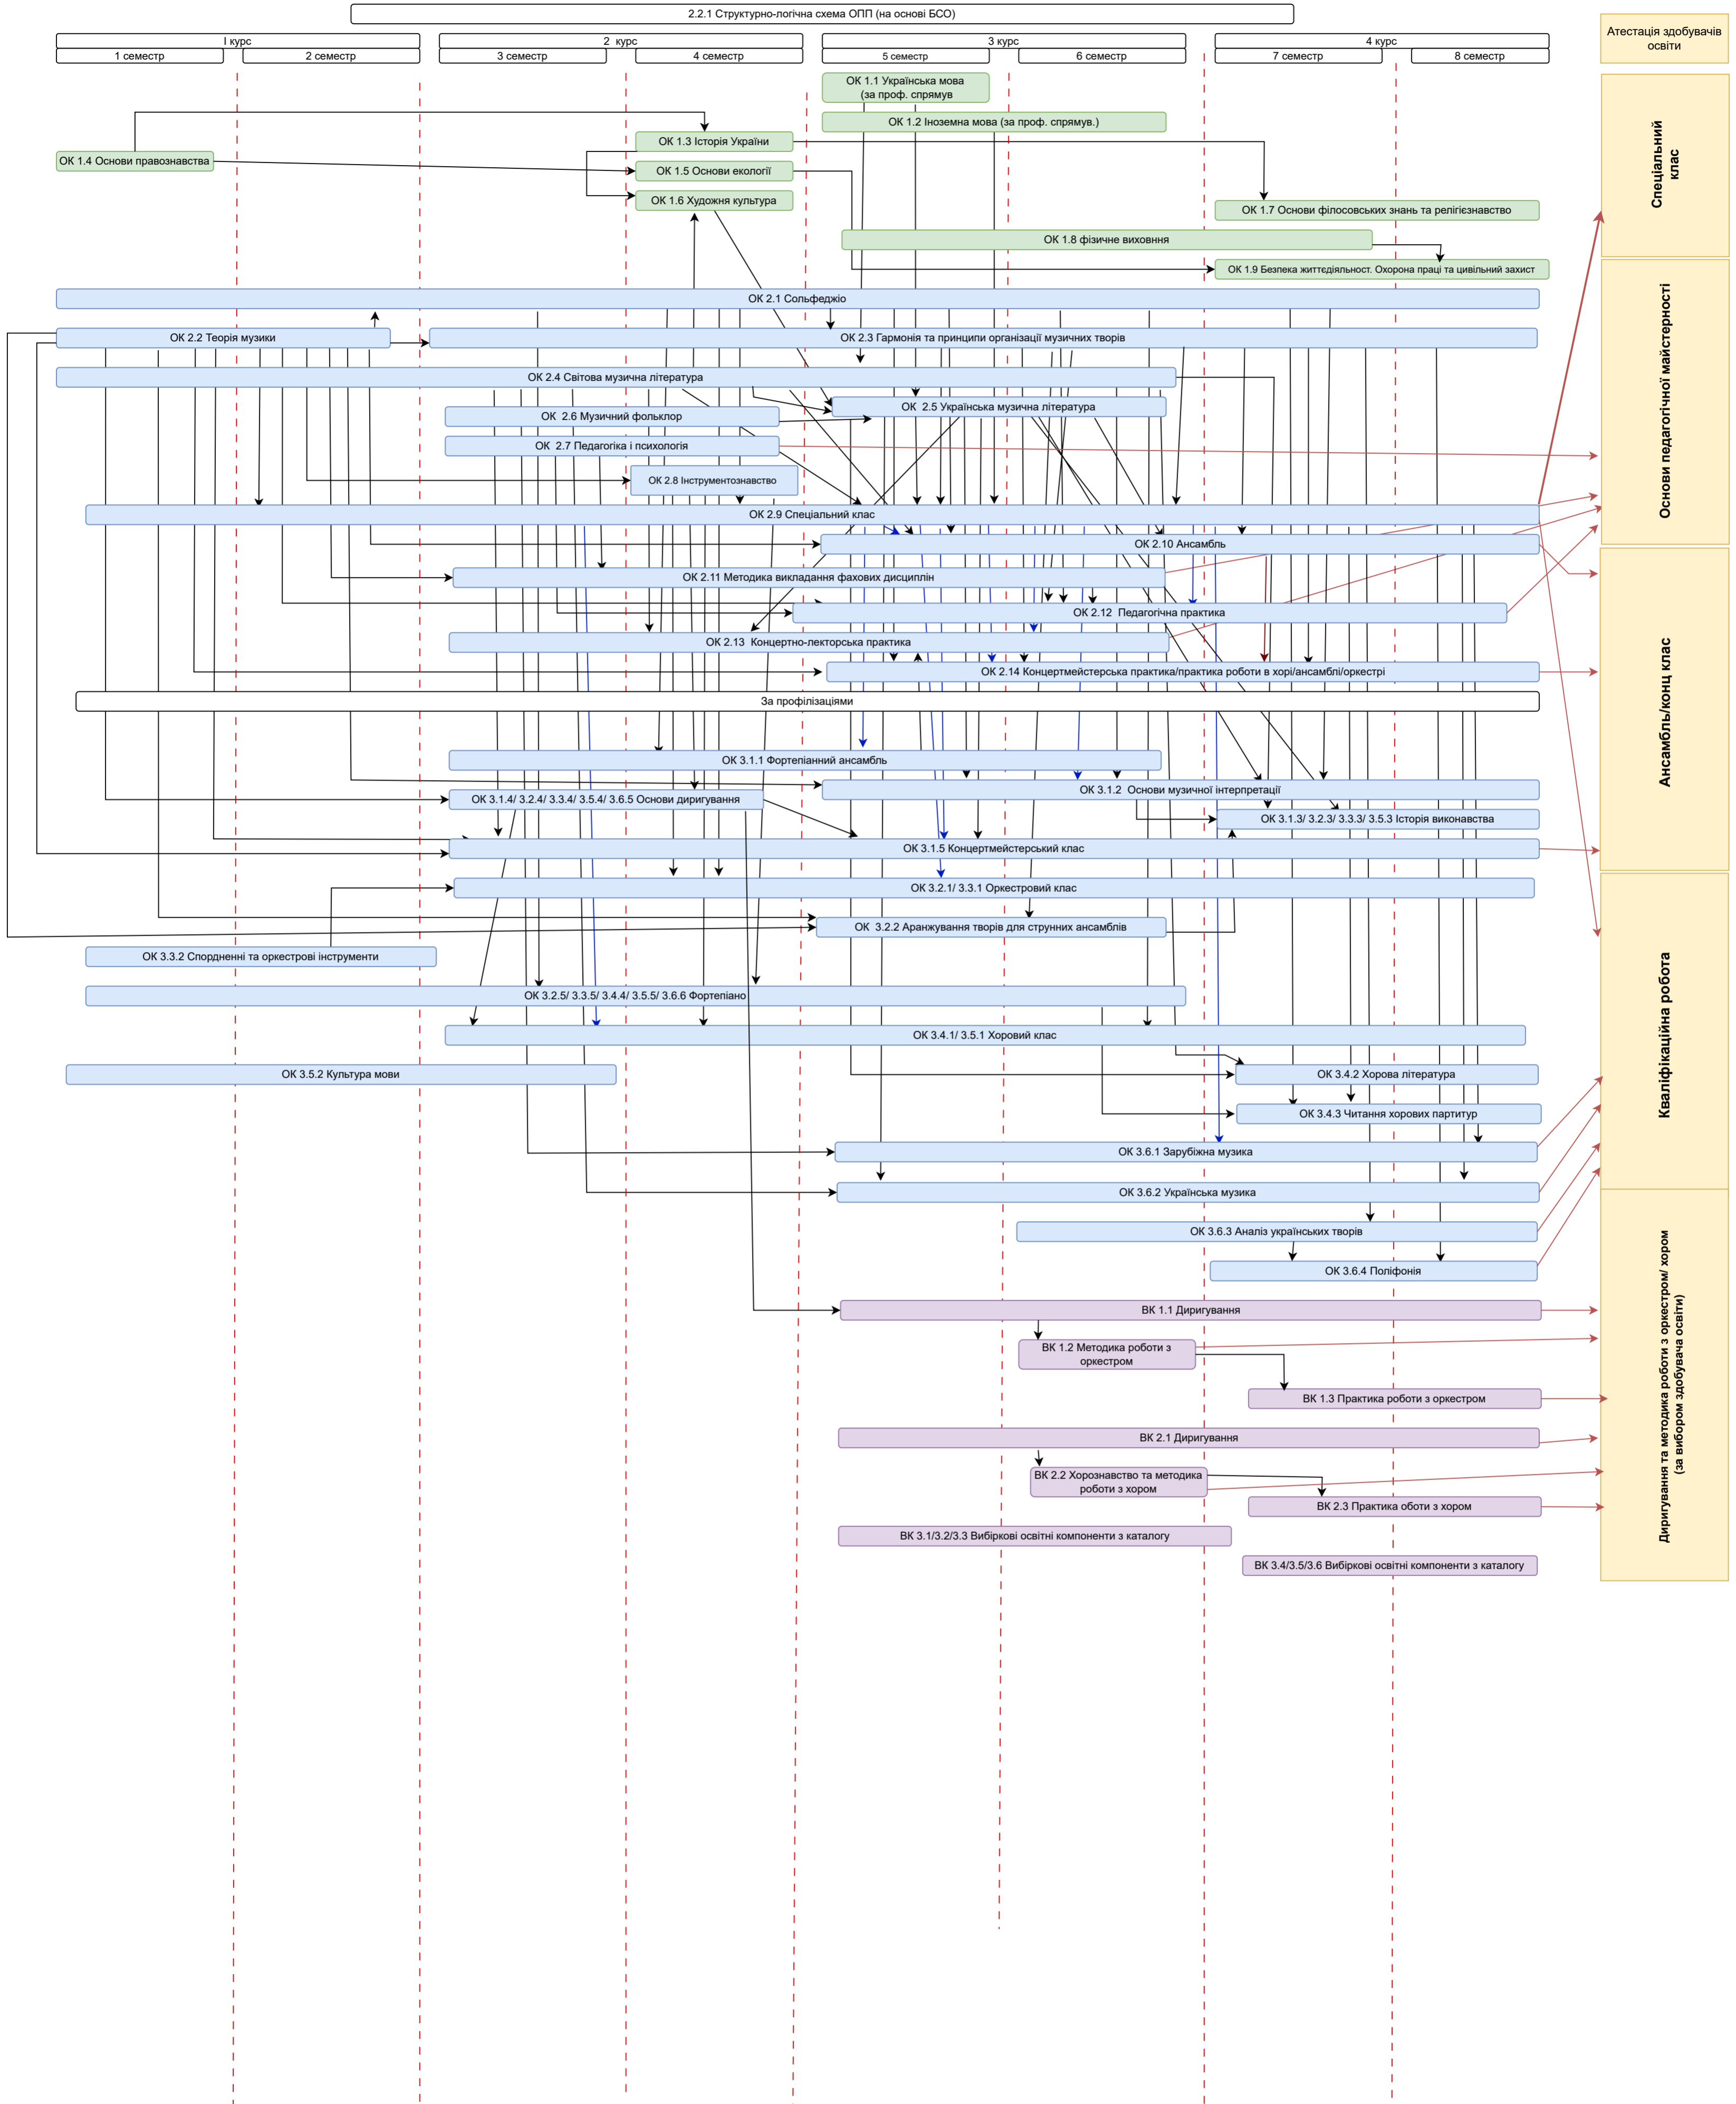 2.2.1 Структурно-логічна схема ОПП (на основі БСО)
Атестація здобувачів
освіти
І курс
2 курс
3 курс
4 курс
1 семестр
2 семестр
3 семестр
4 семестр
5 семестр
6 семестр
7 семестр
8 семестр
ОК 1.1 Українська мова
(за проф. спрямув
ОК 1.2 Іноземна мова (за проф. спрямув.)
ОК 1.3 Історія України
ОК 1.4 Основи правознавства
ОК 1.5 Основи екології
ОК 1.6 Художня культура
ОК 1.7 Основи філосовських знань та релігієзнавство
ОК 1.8 фізичне виховння
ОК 1.9 Безпека життєдіяльност. Охорона праці та цивільний захист
Спеціальний
клас
ОК 2.1 Сольфеджіо
ОК 2.2 Теорія музики
ОК 2.3 Гармонія та принципи організації музичних творів
ОК 2.4 Світова музична література
ОК 2.5 Українська музична література
ОК 2.6 Музичний фольклор
ОК 2.7 Педагогіка і психологія
ОК 2.8 Інструментознавство
ОК 2.9 Спеціальний клас
Основи педагогічної майстерності
ОК 2.10 Ансамбль
ОК 2.11 Методика викладання фахових дисциплін
ОК 2.12 Педагогічна практика
ОК 2.13 Концертно-лекторська практика
ОК 2.14 Концертмейстерська практика/практика роботи в хорі/ансамблі/оркестрі
За профілізаціями
Ансамбль/конц клас
ОК 3.1.1 Фортепіанний ансамбль
ОК 3.1.2 Основи музичної інтерпретації
ОК 3.1.4/ 3.2.4/ 3.3.4/ 3.5.4/ 3.6.5 Основи диригування
ОК 3.1.3/ 3.2.3/ 3.3.3/ 3.5.3 Історія виконавства
ОК 3.1.5 Концертмейстерський клас
ОК 3.2.1/ 3.3.1 Оркестровий клас
ОК 3.2.2 Аранжування творів для струнних ансамблів
ОК 3.3.2 Спордненні та оркестрові інструменти
ОК 3.2.5/ 3.3.5/ 3.4.4/ 3.5.5/ 3.6.6 Фортепіано
ОК 3.4.1/ 3.5.1 Хоровий клас
ОК 3.5.2 Культура мови
ОК 3.4.2 Хорова література
ОК 3.4.3 Читання хорових партитур
Кваліфікаційна робота
ОК 3.6.1 Зарубіжна музика
ОК 3.6.2 Українська музика
ОК 3.6.3 Аналіз українських творів
ОК 3.6.4 Поліфонія
ВК 1.1 Диригування
ВК 1.2 Методика роботи з
оркестром
ВК 1.3 Практика роботи з оркестром
ВК 2.1 Диригування
ВК 2.2 Хорознавство та методика
роботи з хором
ВК 2.3 Практика оботи з хором
ВК 3.1/3.2/3.3 Вибіркові освітні компоненти з каталогу
ВК 3.4/3.5/3.6 Вибіркові освітні компоненти з каталогу
Диригування та методика роботи з оркестром/ хором
(за вибором здобувача освіти)